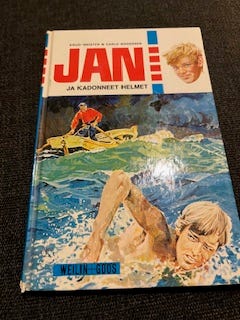 KNUD MEISTER & CARLO ANDERSEN
JAN
JA KADONNEET HELMET
WEILIN+GÖÖS